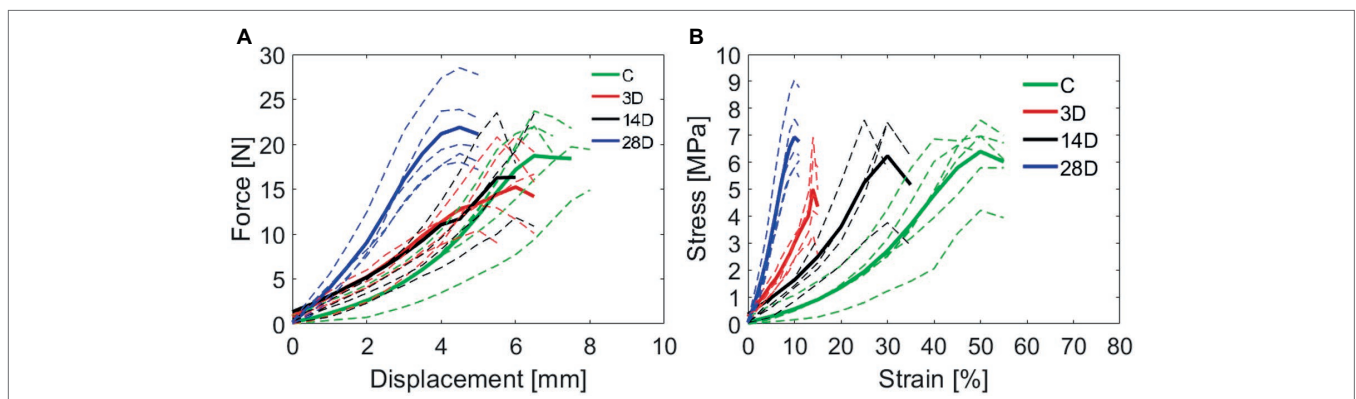 A
Force [N]
30
25
20
15
10
5
0
0 2 4 6 8 10
Displacement [mm]
C
3D
14D
28D
B
Stress [MPa]
10
9
8
7
6
5
4
3
2
1
0
0 10 20 30 40 50 60 70 80
Strain [%]
C
3D
14D
28D